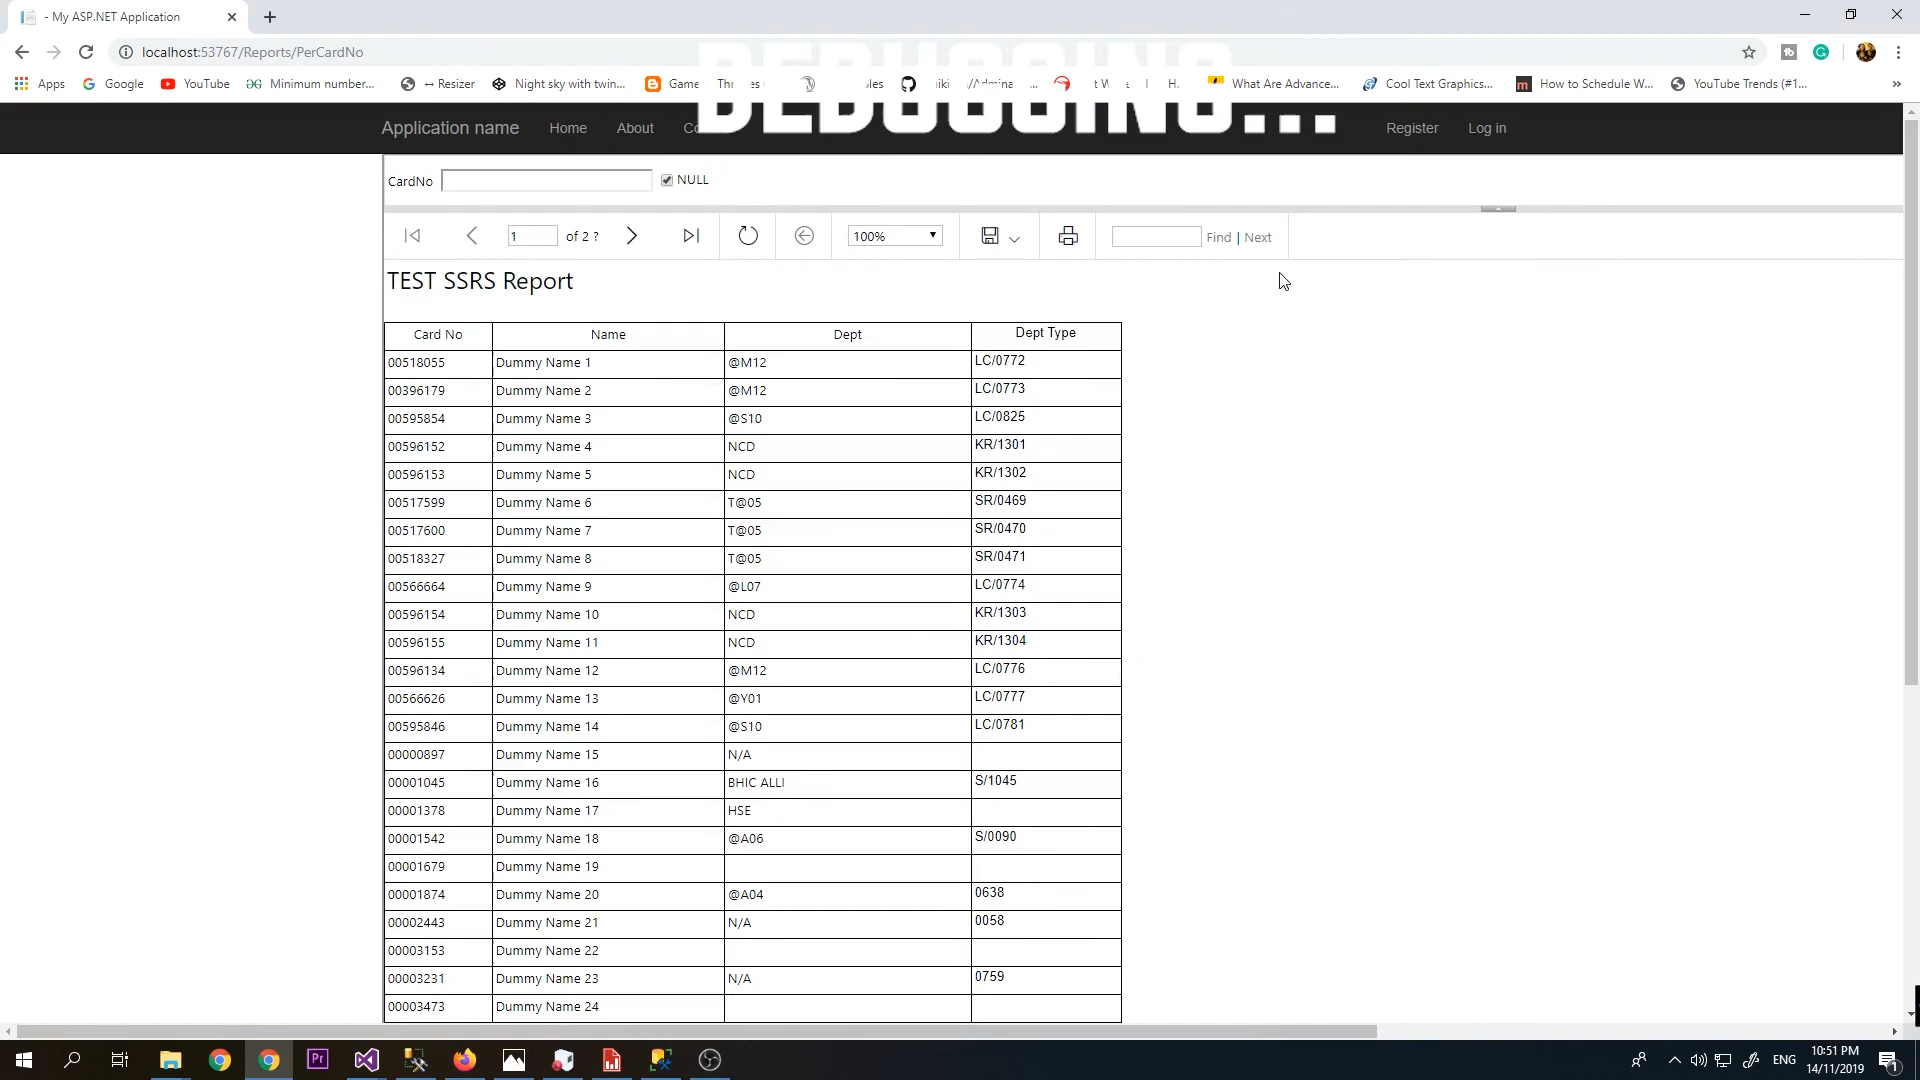 - My ASP.NET Application
localhost:53767/Reports/PerCardNo
DEBUGGING...
Apps Google YouTube Minimum number... ↔ Resizer Night sky with twin... What Are Advance... Cool Text Graphics... How to Schedule W... YouTube Trends (#1...
Application name Home About Register Log in
CardNo NULL
1 of 2 ? 100% Find | Next
TEST SSRS Report
Card No Name Dept Dept Type
00518055 Dummy Name 1 @M12 LC/0772
00396179 Dummy Name 2 @M12 LC/0773
00595854 Dummy Name 3 @S10 LC/0825
00596152 Dummy Name 4 NCD KR/1301
00596153 Dummy Name 5 NCD KR/1302
00517599 Dummy Name 6 T@05 SR/0469
00517600 Dummy Name 7 T@05 SR/0470
00518327 Dummy Name 8 T@05 SR/0471
00566664 Dummy Name 9 @L07 LC/0774
00596154 Dummy Name 10 NCD KR/1303
00596155 Dummy Name 11 NCD KR/1304
00596134 Dummy Name 12 @M12 LC/0776
00566626 Dummy Name 13 @Y01 LC/0777
00595846 Dummy Name 14 @S10 LC/0781
00000897 Dummy Name 15 N/A
00001045 Dummy Name 16 BHIC ALLI S/1045
00001378 Dummy Name 17 HSE
00001542 Dummy Name 18 @A06 S/0090
00001679 Dummy Name 19
00001874 Dummy Name 20 @A04 0638
00002443 Dummy Name 21 N/A 0058
00003153 Dummy Name 22
00003231 Dummy Name 23 N/A 0759
00003473 Dummy Name 24
ENG 10:51 PM
14/11/2019